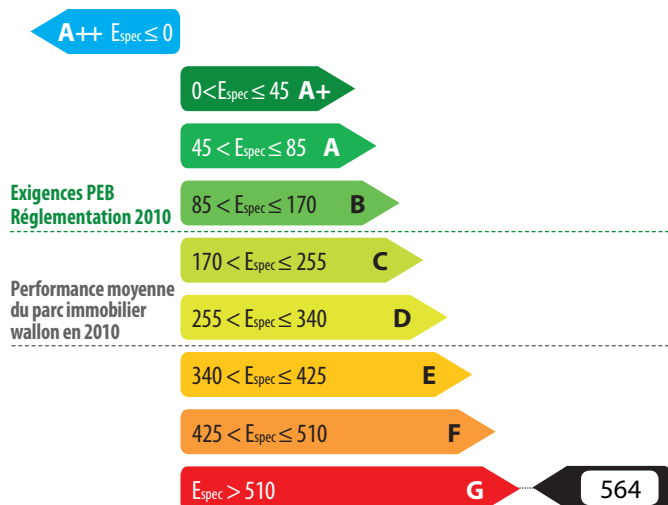 A++ Espec ≤ 0
0<Espec ≤ 45 A+
45 < Espec ≤ 85 A
Exigences PEB
Réglementation 2010
85 < Espec ≤ 170 B
170 < Espec ≤ 255 C
Performance moyenne
du parc immobilier
wallon en 2010
255 < Espec ≤ 340 D
340 < Espec ≤ 425 E
425 < Espec ≤ 510 F
Espec > 510 G
564